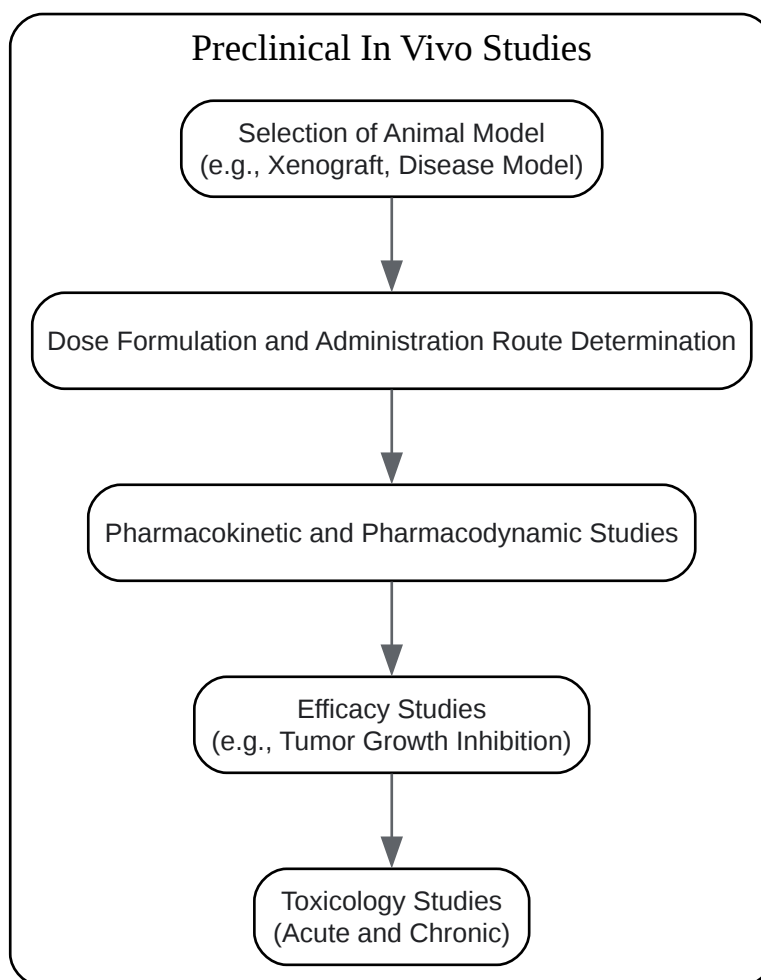 Preclinical In Vivo Studies
Selection of Animal Model
(e.g., Xenograft, Disease Model)
Dose Formulation and Administration Route Determination
Pharmacokinetic and Pharmacodynamic Studies
Efficacy Studies
(e.g., Tumor Growth Inhibition)
Toxicology Studies
(Acute and Chronic)